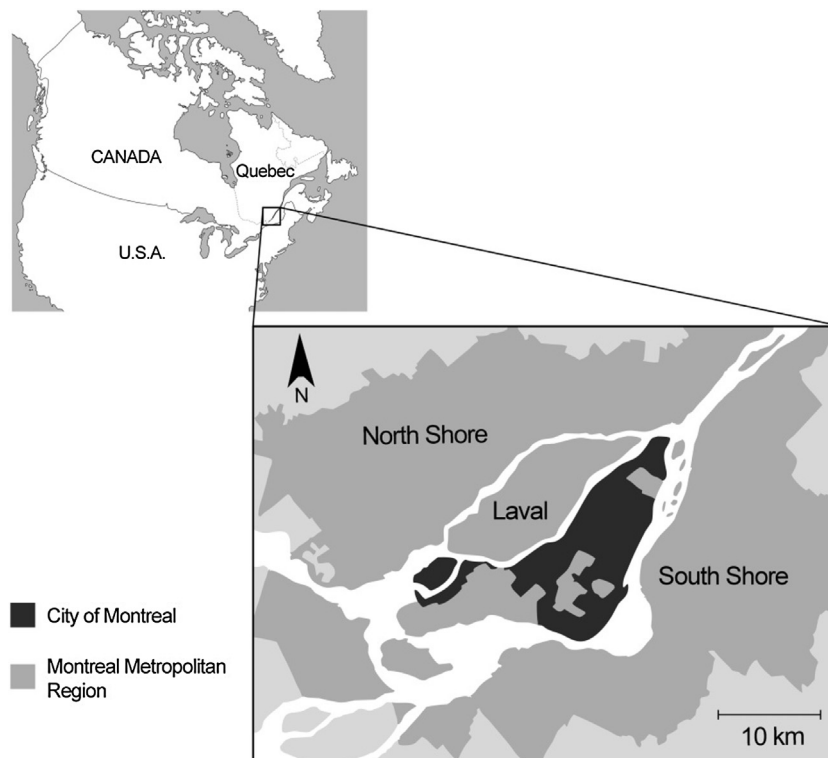 CANADA
Quebec
U.S.A.
N
North Shore
Laval
South Shore
City of Montreal
Montreal Metropolitan
Region
10 km